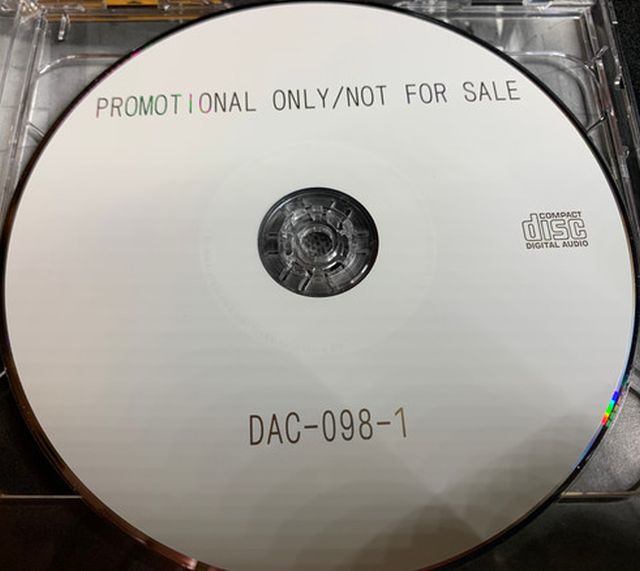 PROMOTIONAL ONLY/NOT FOR SALE
COMPACT
disc
DIGITAL AUDIO
DAC-098-1